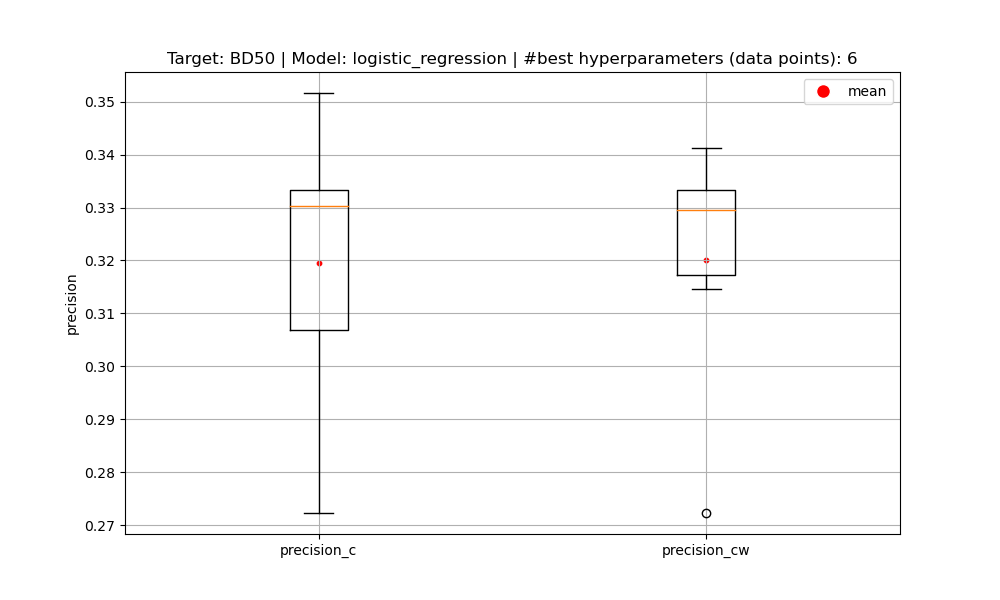 Target: BD50 | Model: logistic_regression | #best hyperparameters (data points): 6
mean
0.35
0.34
0.33
0.32
0.31
0.30
0.29
0.28
0.27
precision
precision_c
precision_cw